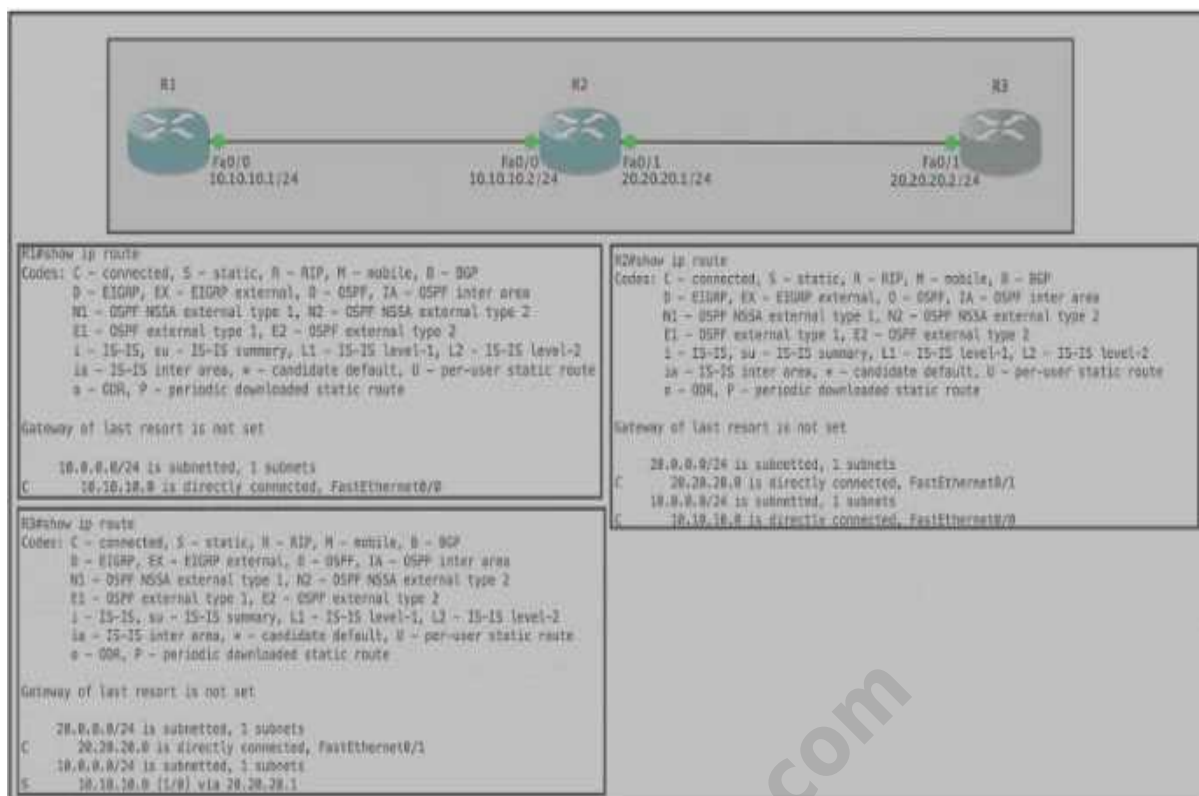 R1
R2
R3
Fa0/0
10.10.10.1/24
Fa0/0
10.10.10.2/24
Fa0/1
20.20.20.1/24
Fa0/1
20.20.20.2/24
R1#show ip route
Codes: C - connected, S - static, R - RIP, M - mobile, B - BGP
D - EIGRP, EX - EIGRP external, O - OSPF, IA - OSPF inter area
N1 - OSPF NSSA external type 1, N2 - OSPF NSSA external type 2
E1 - OSPF external type 1, E2 - OSPF external type 2
i - IS-IS, su - IS-IS summary, L1 - IS-IS level-1, L2 - IS-IS level-2
ia - IS-IS inter area, * - candidate default, U - per-user static route
o - ODR, P - periodic downloaded static route
Gateway of last resort is not set
10.0.0.0/24 is subnetted, 1 subnets
C 10.10.10.0 is directly connected, FastEthernet0/0
R2#show ip route
Codes: C - connected, S - static, R - RIP, M - mobile, B - BGP
D - EIGRP, EX - EIGRP external, O - OSPF, IA - OSPF inter area
N1 - OSPF NSSA external type 1, N2 - OSPF NSSA external type 2
E1 - OSPF external type 1, E2 - OSPF external type 2
i - IS-IS, su - IS-IS summary, L1 - IS-IS level-1, L2 - IS-IS level-2
ia - IS-IS inter area, * - candidate default, U - per-user static route
o - ODR, P - periodic downloaded static route
Gateway of last resort is not set
20.0.0.0/24 is subnetted, 1 subnets
C 20.20.20.0 is directly connected, FastEthernet0/1
10.0.0.0/24 is subnetted, 1 subnets
C 10.10.10.0 is directly connected, FastEthernet0/0
R3#show ip route
Codes: C - connected, S - static, R - RIP, M - mobile, B - BGP
D - EIGRP, EX - EIGRP external, O - OSPF, IA - OSPF inter area
N1 - OSPF NSSA external type 1, N2 - OSPF NSSA external type 2
E1 - OSPF external type 1, E2 - OSPF external type 2
i - IS-IS, su - IS-IS summary, L1 - IS-IS level-1, L2 - IS-IS level-2
ia - IS-IS inter area, * - candidate default, U - per-user static route
o - ODR, P - periodic downloaded static route
Gateway of last resort is not set
20.0.0.0/24 is subnetted, 1 subnets
C 20.20.20.0 is directly connected, FastEthernet0/1
10.0.0.0/24 is subnetted, 1 subnets
S 10.10.10.0 [1/0] via 20.20.20.1
com